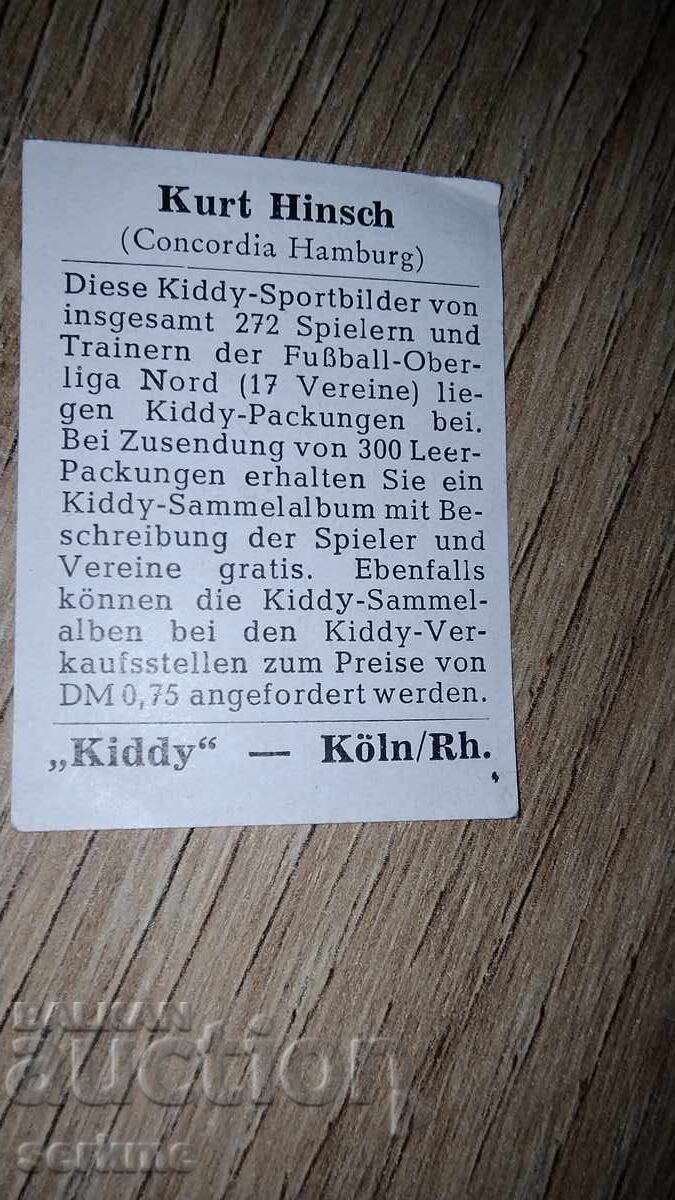 Kurt Hinsch
(Concordia Hamburg)
Diese Kiddy-Sportbilder von
insgesamt 272 Spielern und
Trainern der Fußball-Ober-
liga Nord (17 Vereine) lie-
gen Kiddy-Packungen bei.
Bei Zusendung von 300 Leer-
Packungen erhalten Sie ein
Kiddy-Sammelalbum mit Be-
schreibung der Spieler und
Vereine gratis. Ebenfalls
können die Kiddy-Sammel-
alben bei den Kiddy-Ver-
kaufsstellen zum Preise von
DM 0,75 angefordert werden.
„Kiddy“ — Köln/Rh.
BALKAN
auction
serkme